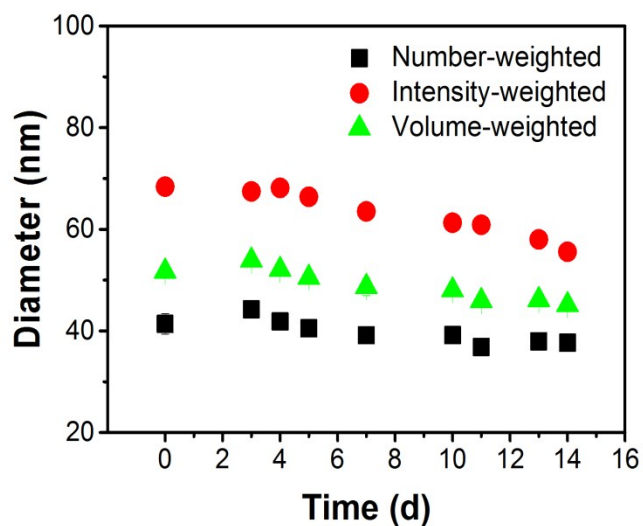 100
80
60
40
20
Diameter (nm)
Number-weighted
Intensity-weighted
Volume-weighted
0 2 4 6 8 10 12 14 16
Time (d)